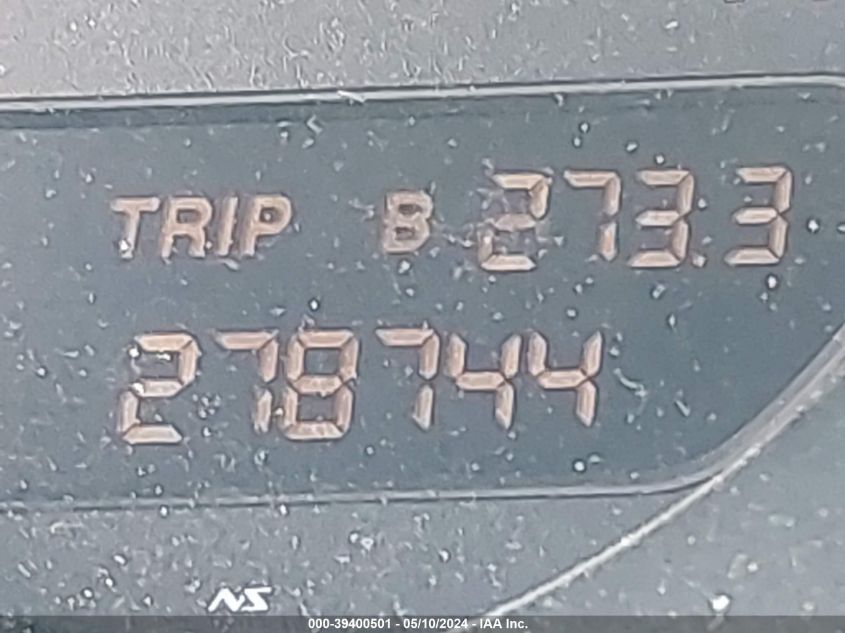 TRIP B 273.3
278744
NS
000-39400501 - 05/10/2024 - IAA Inc.